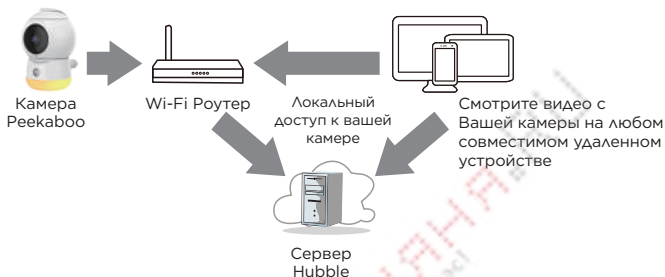 Камера
Peekaboo
Wi-Fi Роутер
Локальный
доступ к вашей
камере
Смотрите видео с
Вашей камеры на любом
совместимом удаленном
устройстве
Сервер
Hubble